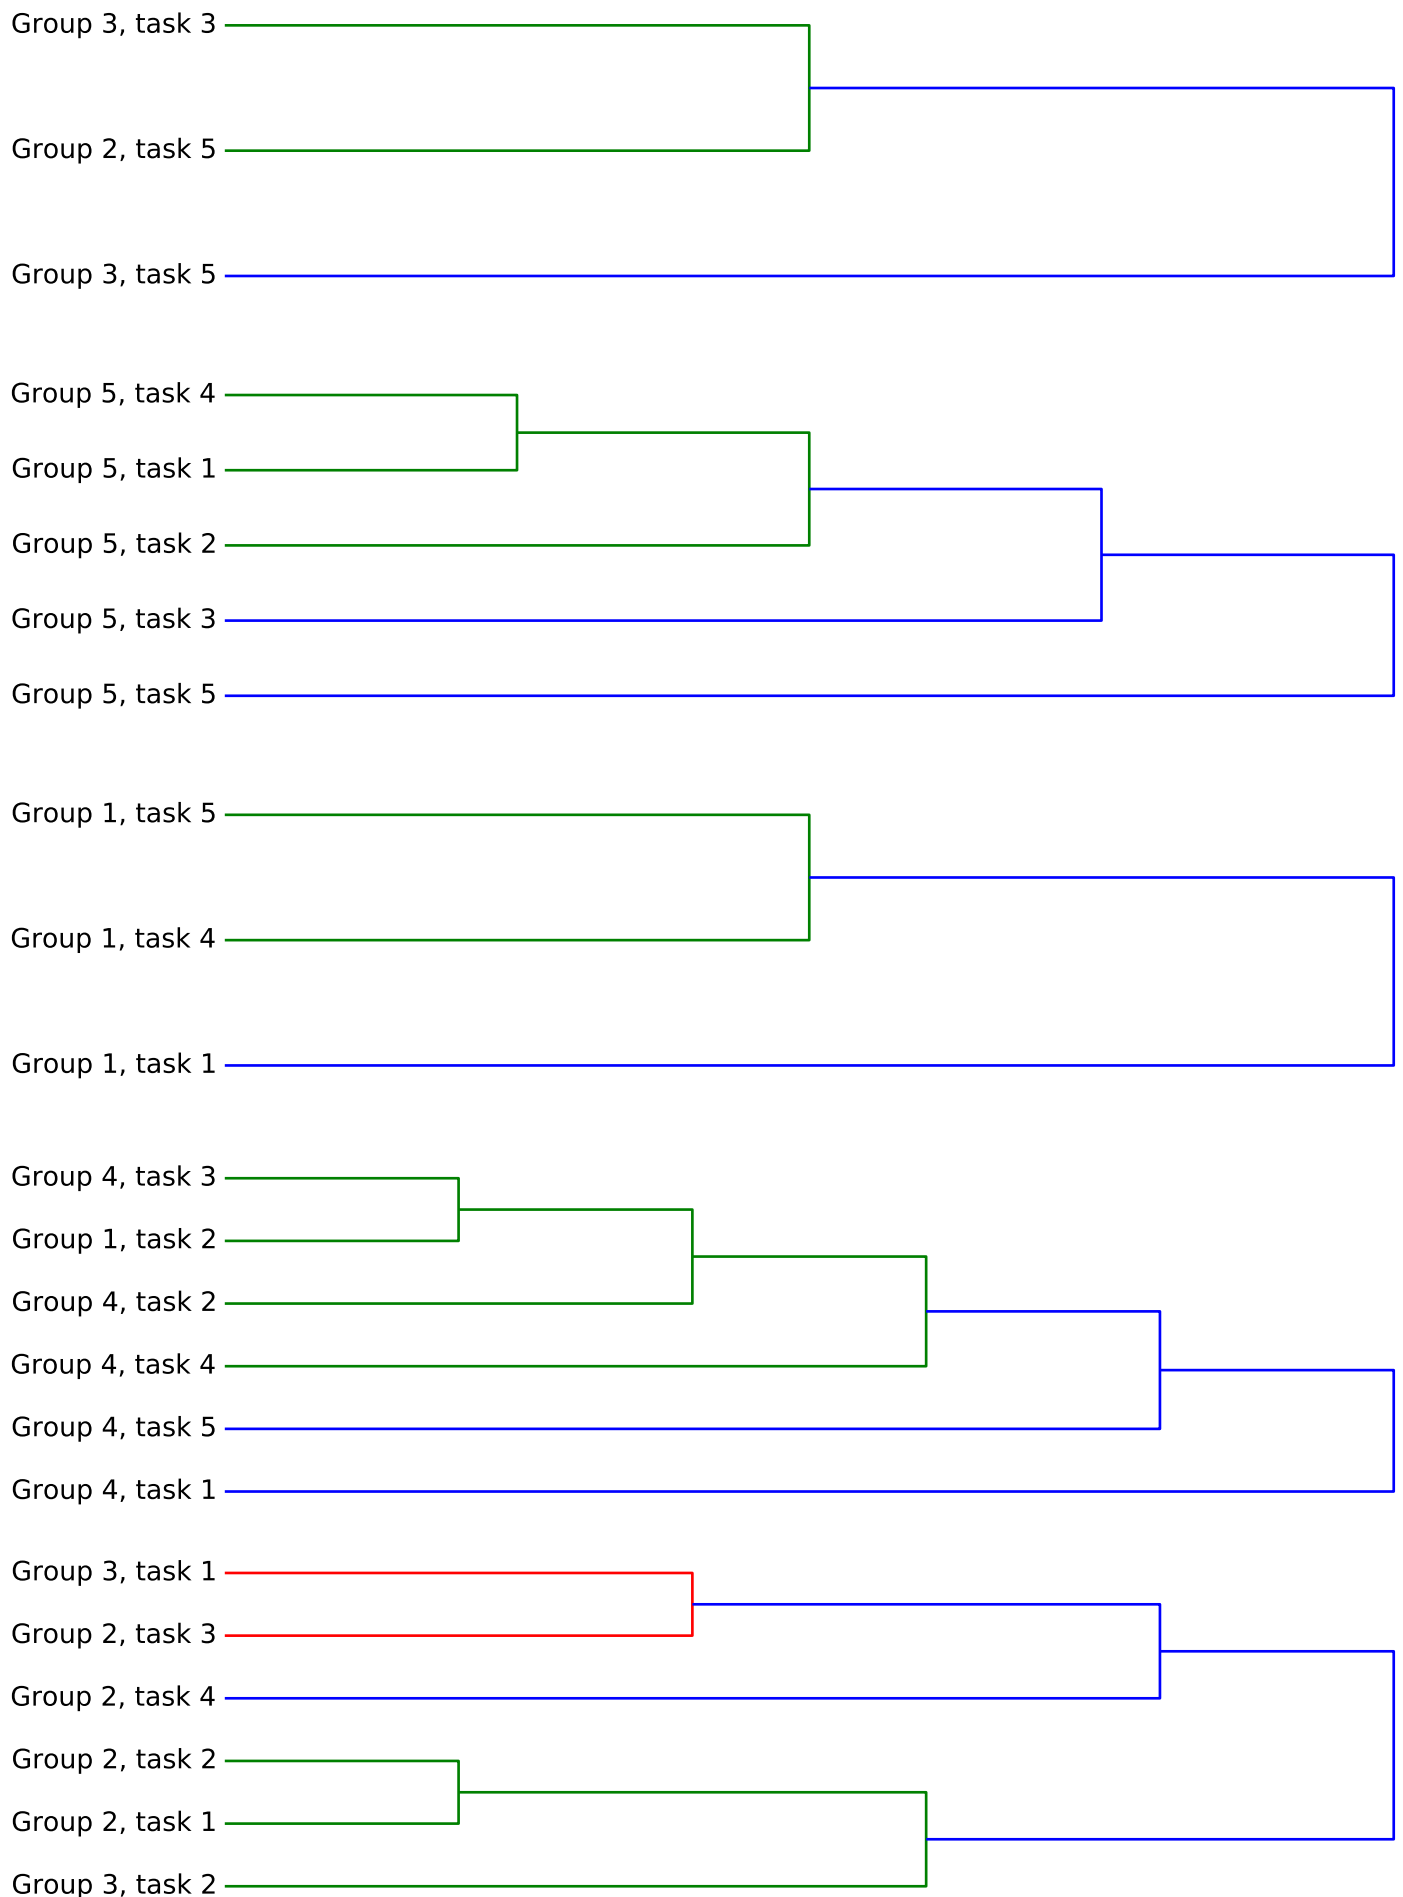 Group 3, task 3
Group 2, task 5
Group 3, task 5
Group 5, task 4
Group 5, task 1
Group 5, task 2
Group 5, task 3
Group 5, task 5
Group 1, task 5
Group 1, task 4
Group 1, task 1
Group 4, task 3
Group 1, task 2
Group 4, task 2
Group 4, task 4
Group 4, task 5
Group 4, task 1
Group 3, task 1
Group 2, task 3
Group 2, task 4
Group 2, task 2
Group 2, task 1
Group 3, task 2